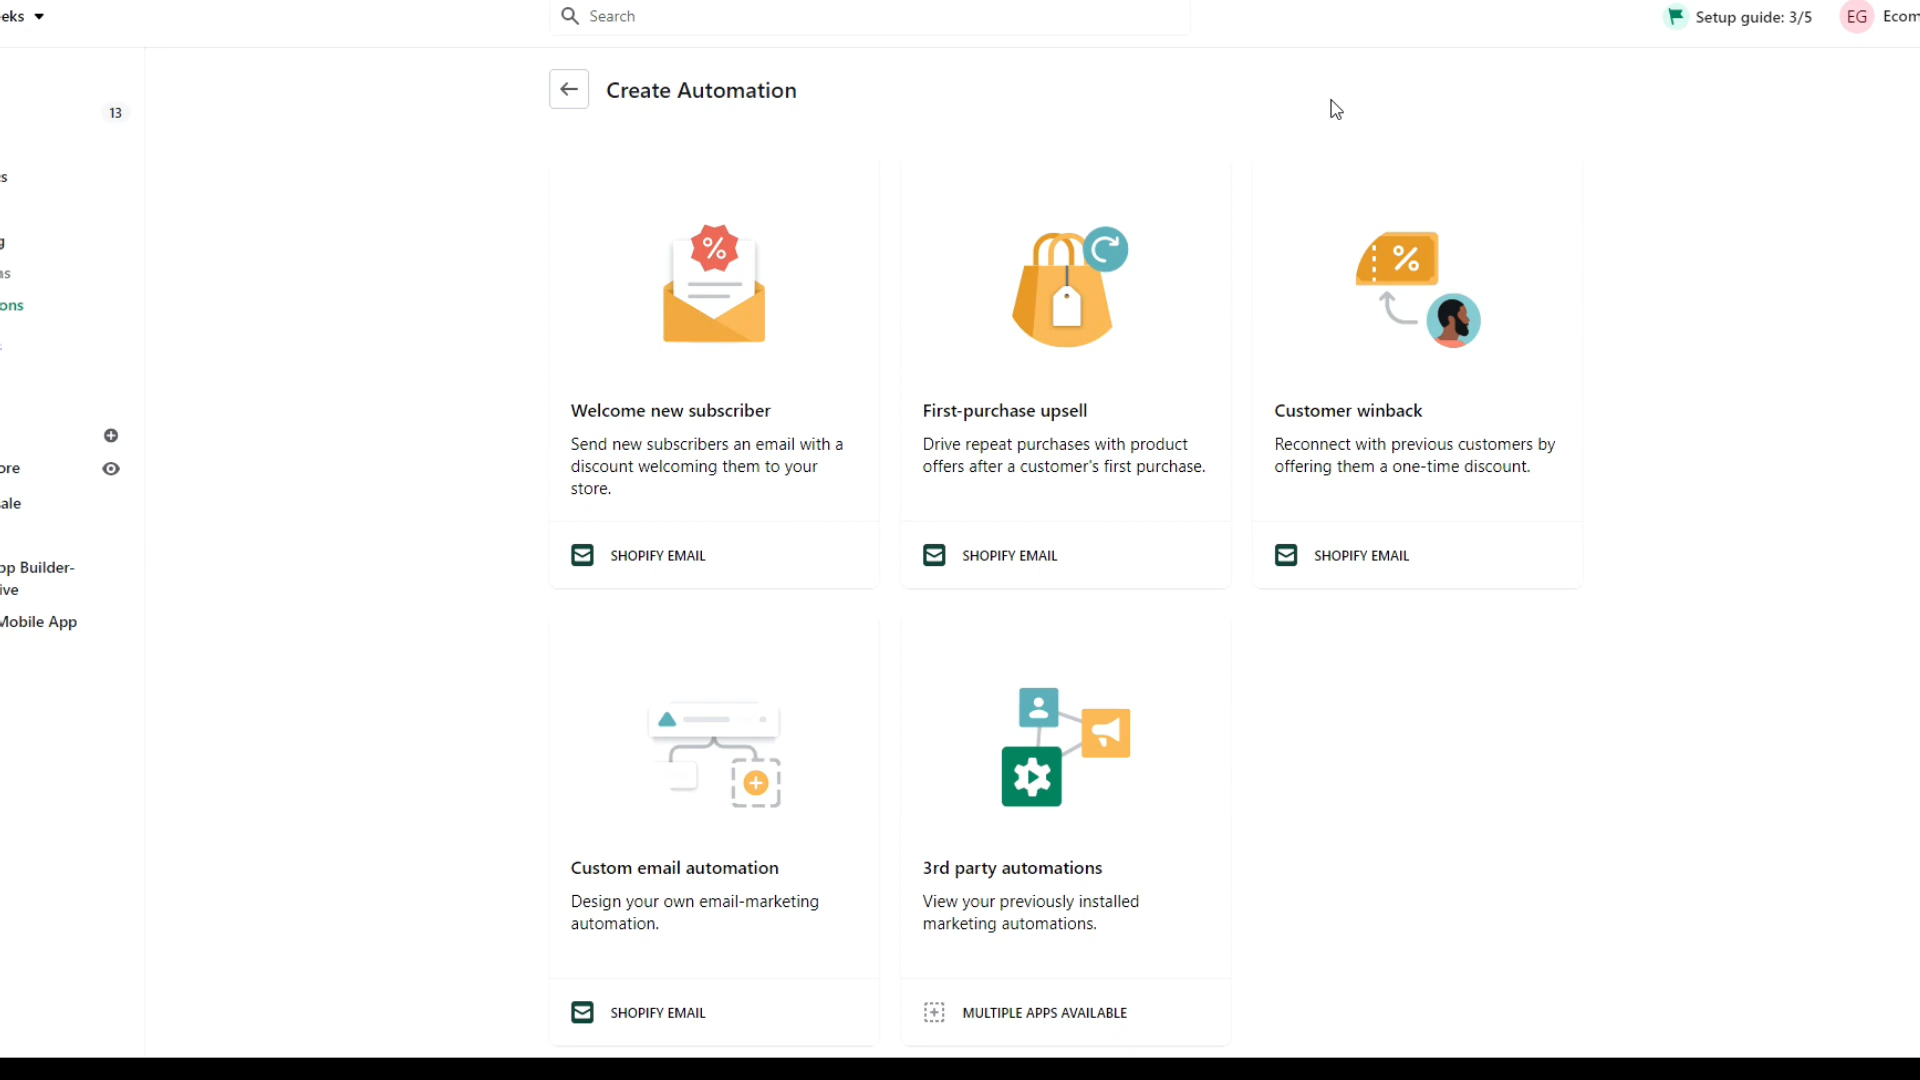 eks
Search
Setup guide: 3/5
EG
Ecom
Create Automation
13
s
g
ns
ons
ore
ale
pp Builder-
ive
Mobile App
%
%
Welcome new subscriber
Send new subscribers an email with a
discount welcoming them to your
store.
SHOPIFY EMAIL
First-purchase upsell
Drive repeat purchases with product
offers after a customer's first purchase.
SHOPIFY EMAIL
Customer winback
Reconnect with previous customers by
offering them a one-time discount.
SHOPIFY EMAIL
Custom email automation
Design your own email-marketing
automation.
SHOPIFY EMAIL
3rd party automations
View your previously installed
marketing automations.
MULTIPLE APPS AVAILABLE